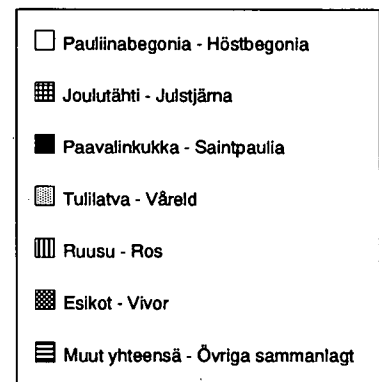 Pauliinabegonia - Höstbegonia
Joulutähti - Julstjärna
Paavalinkukka - Saintpaulia
Tulilatva - Våreld
Ruusu - Ros
Esikot - Vivor
Muut yhteensä - Övriga sammanlagt